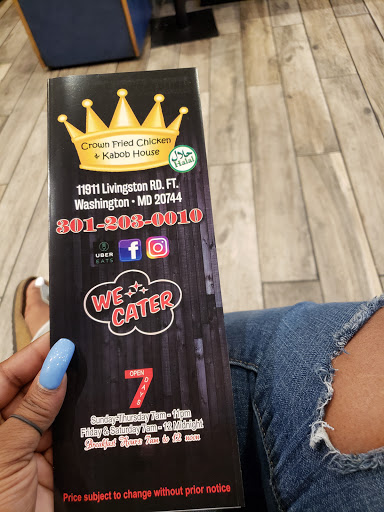 Crown Fried Chicken
& Kabob House
حلال
Halal
11911 Livingston RD. FT.
Washington • MD 20744
301-203-0010
UBER
EATS
f
WE
CATER
OPEN
7
DAYS
Sunday-Thursday 7am - 11pm
Friday & Saturday 7am - 12 Midnight
Breakfast Hours 7am to 12 noon
Price subject to change without prior notice